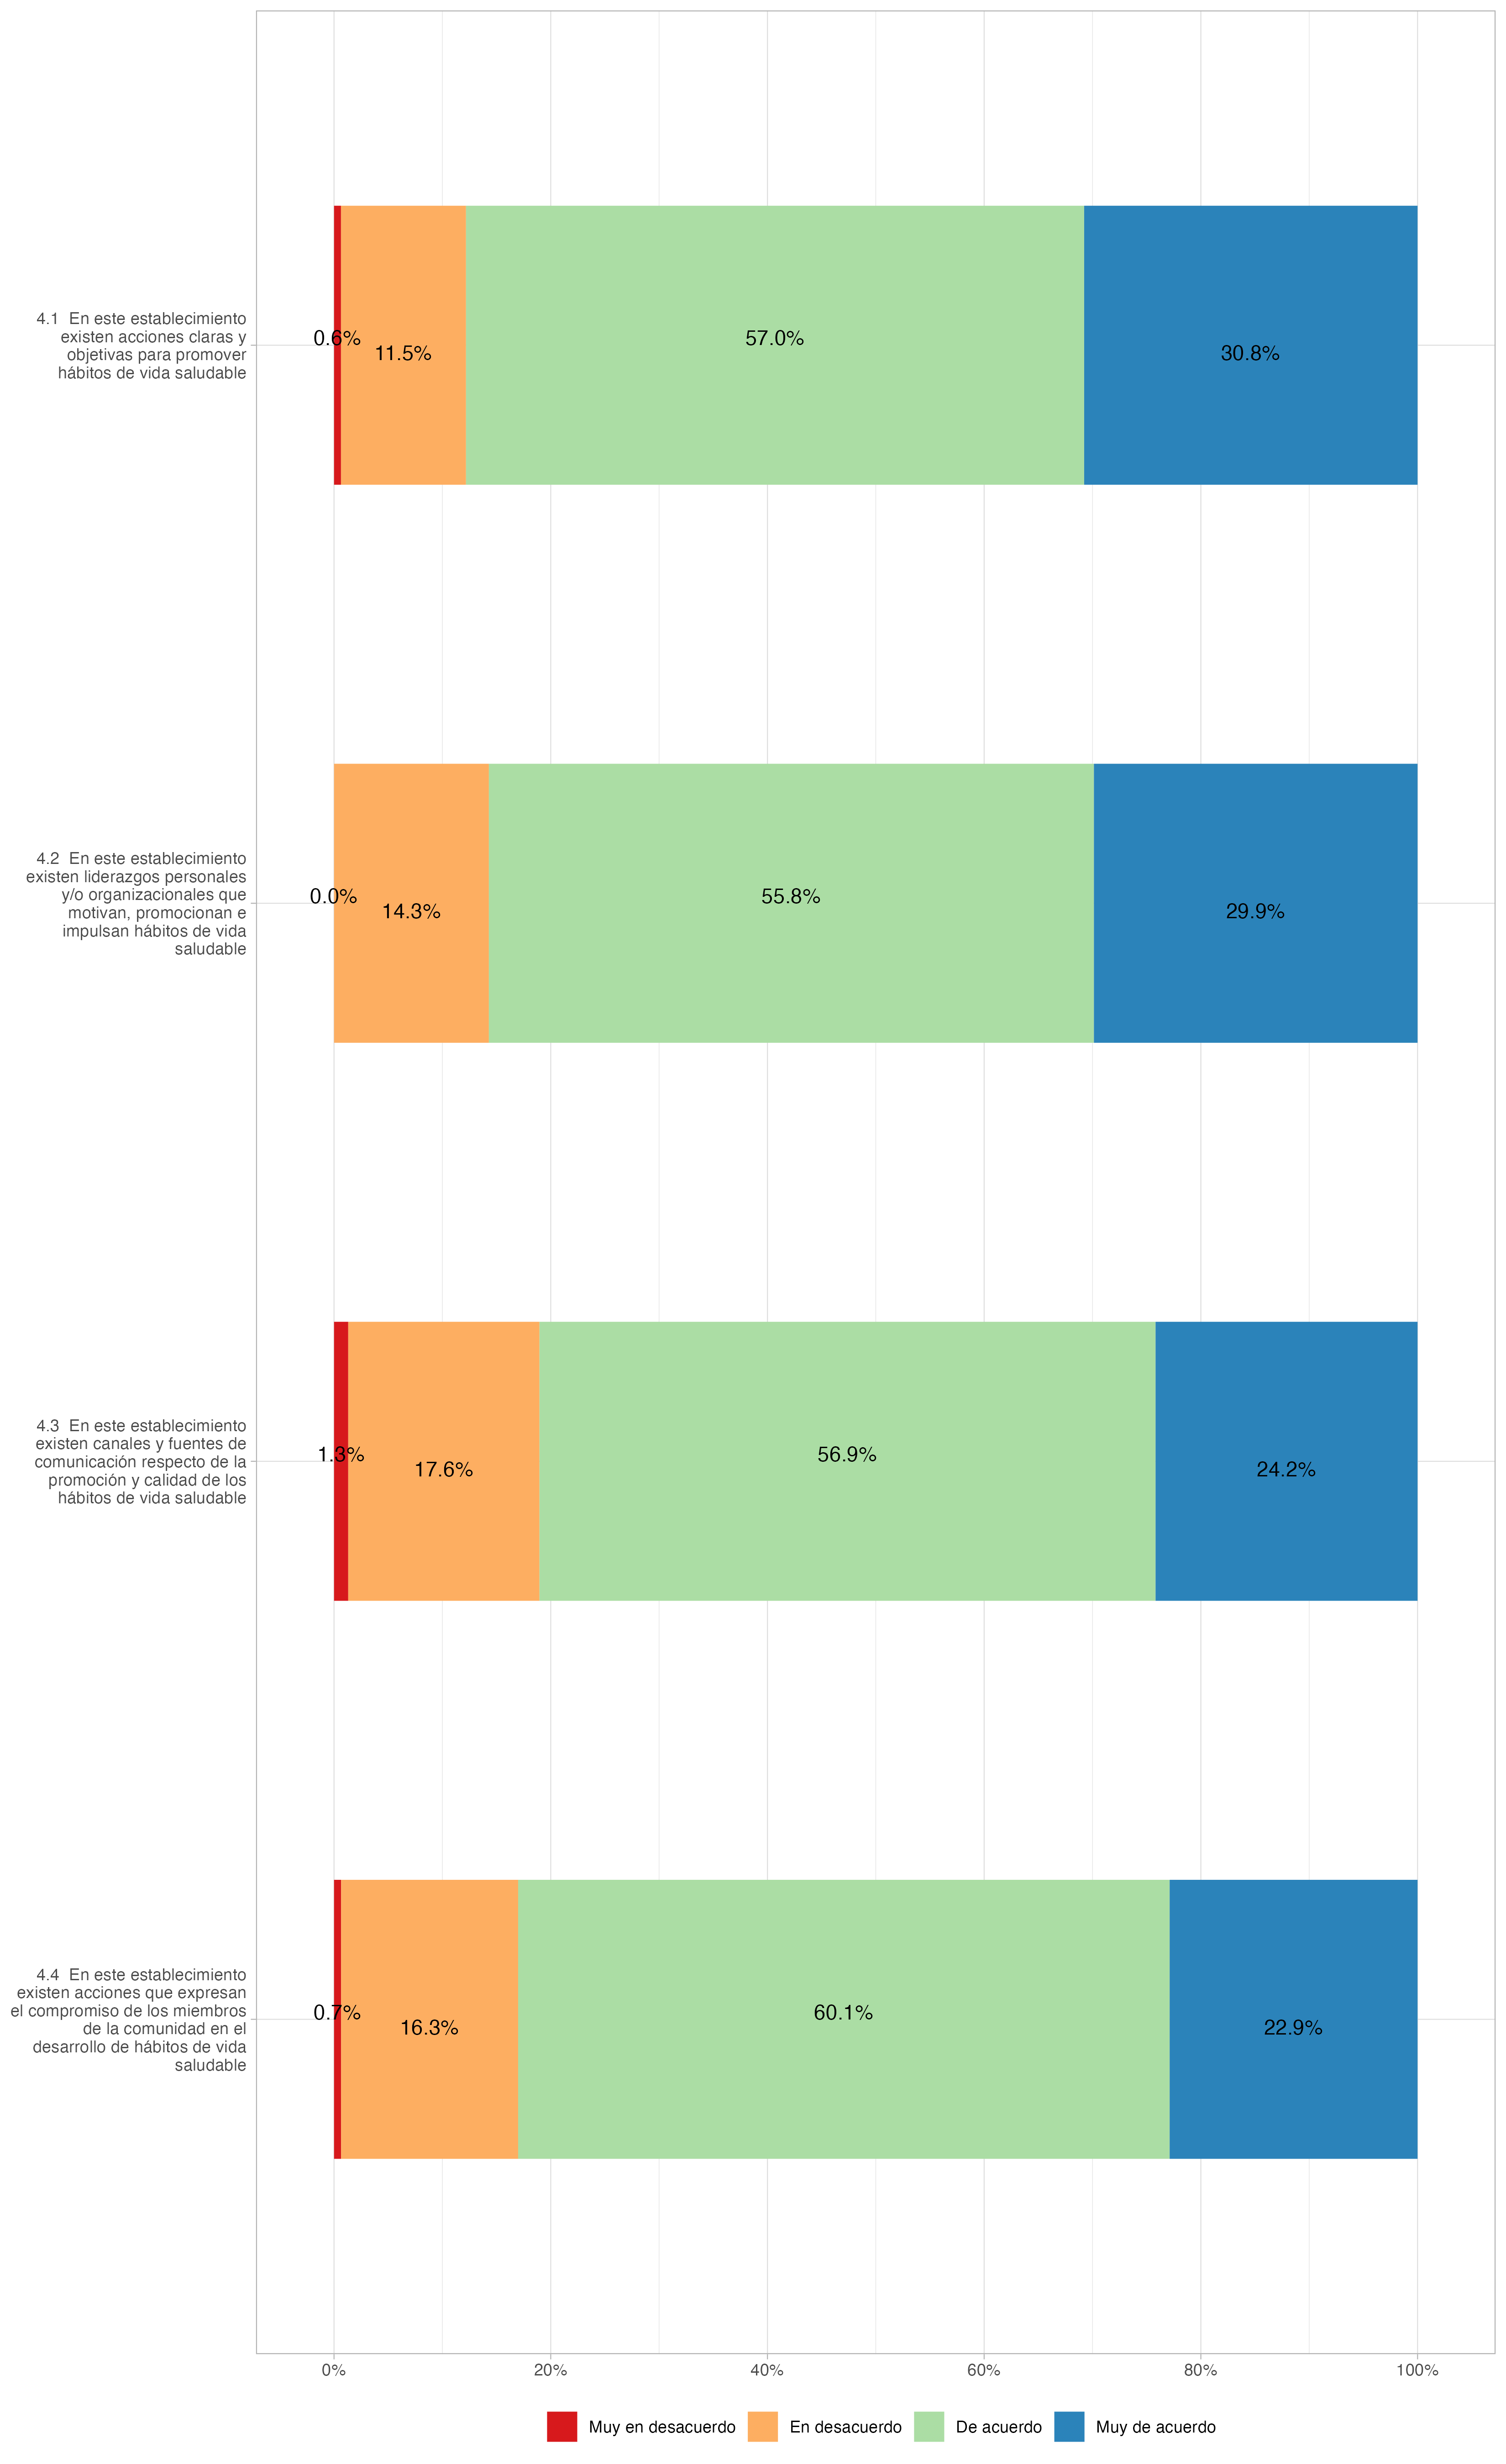 4.1  En este establecimiento
existen acciones claras y
objetivas para promover
hábitos de vida saludable
0.6%
11.5%
57.0%
30.8%
4.2  En este establecimiento
existen liderazgos personales
y/o organizacionales que
motivan, promocionan e
impulsan hábitos de vida
saludable
0.0%
14.3%
55.8%
29.9%
4.3  En este establecimiento
existen canales y fuentes de
comunicación respecto de la
promoción y calidad de los
hábitos de vida saludable
1.3%
17.6%
56.9%
24.2%
4.4  En este establecimiento
existen acciones que expresan
el compromiso de los miembros
de la comunidad en el
desarrollo de hábitos de vida
saludable
0.7%
16.3%
60.1%
22.9%
0% 20% 40% 60% 80% 100%
Muy en desacuerdo En desacuerdo De acuerdo Muy de acuerdo